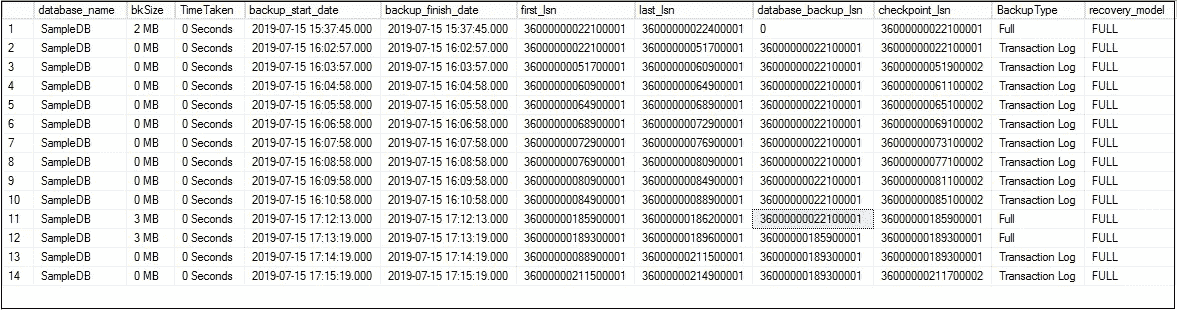 database_name bkSize TimeTaken backup_start_date backup_finish_date first_lsn last_lsn database_backup_lsn checkpoint_lsn BackupType recovery_model
1 SampleDB 2 MB 0 Seconds 2019-07-15 15:37:45.000 2019-07-15 15:37:45.000 36000000022100001 36000000022400001 0 36000000022100001 Full FULL
2 SampleDB 0 MB 0 Seconds 2019-07-15 16:02:57.000 2019-07-15 16:02:57.000 36000000022100001 36000000051700001 36000000022100001 36000000022100001 Transaction Log FULL
3 SampleDB 0 MB 0 Seconds 2019-07-15 16:03:57.000 2019-07-15 16:03:57.000 36000000051700001 36000000060900001 36000000022100001 36000000051900002 Transaction Log FULL
4 SampleDB 0 MB 0 Seconds 2019-07-15 16:04:58.000 2019-07-15 16:04:58.000 36000000060900001 36000000064900001 36000000022100001 36000000061100002 Transaction Log FULL
5 SampleDB 0 MB 0 Seconds 2019-07-15 16:05:58.000 2019-07-15 16:05:58.000 36000000064900001 36000000068900001 36000000022100001 36000000065100002 Transaction Log FULL
6 SampleDB 0 MB 0 Seconds 2019-07-15 16:06:58.000 2019-07-15 16:06:58.000 36000000068900001 36000000072900001 36000000022100001 36000000069100002 Transaction Log FULL
7 SampleDB 0 MB 0 Seconds 2019-07-15 16:07:58.000 2019-07-15 16:07:58.000 36000000072900001 36000000076900001 36000000022100001 36000000073100002 Transaction Log FULL
8 SampleDB 0 MB 0 Seconds 2019-07-15 16:08:58.000 2019-07-15 16:08:58.000 36000000076900001 36000000080900001 36000000022100001 36000000077100002 Transaction Log FULL
9 SampleDB 0 MB 0 Seconds 2019-07-15 16:09:58.000 2019-07-15 16:09:58.000 36000000080900001 36000000084900001 36000000022100001 36000000081100002 Transaction Log FULL
10 SampleDB 0 MB 0 Seconds 2019-07-15 16:10:58.000 2019-07-15 16:10:58.000 36000000084900001 36000000088900001 36000000022100001 36000000085100002 Transaction Log FULL
11 SampleDB 3 MB 0 Seconds 2019-07-15 17:12:13.000 2019-07-15 17:12:13.000 36000000185900001 36000000186200001 36000000022100001 36000000185900001 Full FULL
12 SampleDB 3 MB 0 Seconds 2019-07-15 17:13:19.000 2019-07-15 17:13:19.000 36000000189300001 36000000189600001 36000000185900001 36000000189300001 Full FULL
13 SampleDB 0 MB 0 Seconds 2019-07-15 17:14:19.000 2019-07-15 17:14:19.000 36000000088900001 36000000211500001 36000000189300001 36000000189300001 Transaction Log FULL
14 SampleDB 0 MB 0 Seconds 2019-07-15 17:15:19.000 2019-07-15 17:15:19.000 36000000211500001 36000000214900001 36000000189300001 36000000211700002 Transaction Log FULL